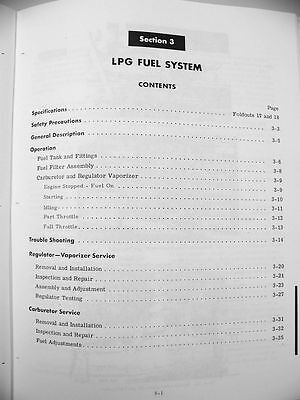 Section 3
LPG FUEL SYSTEM
CONTENTS
Page
Specifications Foldouts 17 and 18
Safety Precautions 3-3
General Description 3-5
Operation
Fuel Tank and Fittings 3-6
Fuel Filter Assembly 3-8
Carburetor and Regulator Vaporizer 3-9
Engine Stopped - Fuel On 3-9
Starting 3-10
Idling 3-11
Part Throttle 3-12
Full Throttle 3-13
Trouble Shooting 3-14
Regulator-Vaporizer Service
Removal and Installation 3-20
Inspection and Repair 3-21
Assembly and Adjustment 3-23
Regulator Testing 3-27
Carburetor Service
Removal and Installation 3-31
Inspection and Repair 3-32
Fuel Adjustments 3-35